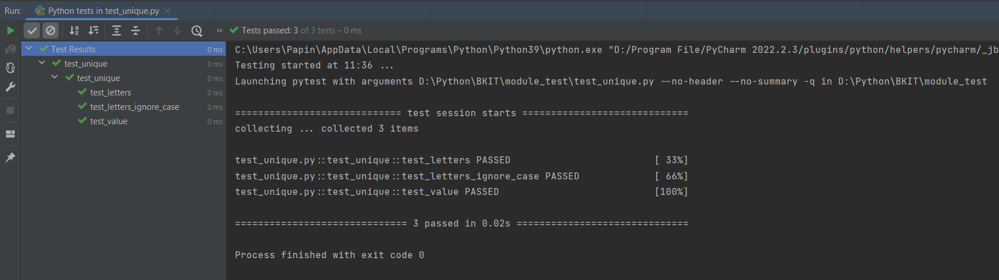 Run: Python tests in test_unique.py ×
» Tests passed: 3 of 3 tests – 0 ms
Test Results 0 ms
test_unique 0 ms
test_unique 0 ms
test_letters 0 ms
test_letters_ignore_case 0 ms
test_value 0 ms
C:\Users\Papin\AppData\Local\Programs\Python\Python39\python.exe "D:/Program File/PyCharm 2022.2.3/plugins/python/helpers/pycharm/_jb
Testing started at 11:36 ...
Launching pytest with arguments D:\Python\BKIT\module_test\test_unique.py --no-header --no-summary -q in D:\Python\BKIT\module_test
============================= test session starts =============================
collecting ... collected 3 items
test_unique.py::test_unique::test_letters PASSED [ 33%]
test_unique.py::test_unique::test_letters_ignore_case PASSED [ 66%]
test_unique.py::test_unique::test_value PASSED [100%]
============================== 3 passed in 0.02s ==============================
Process finished with exit code 0